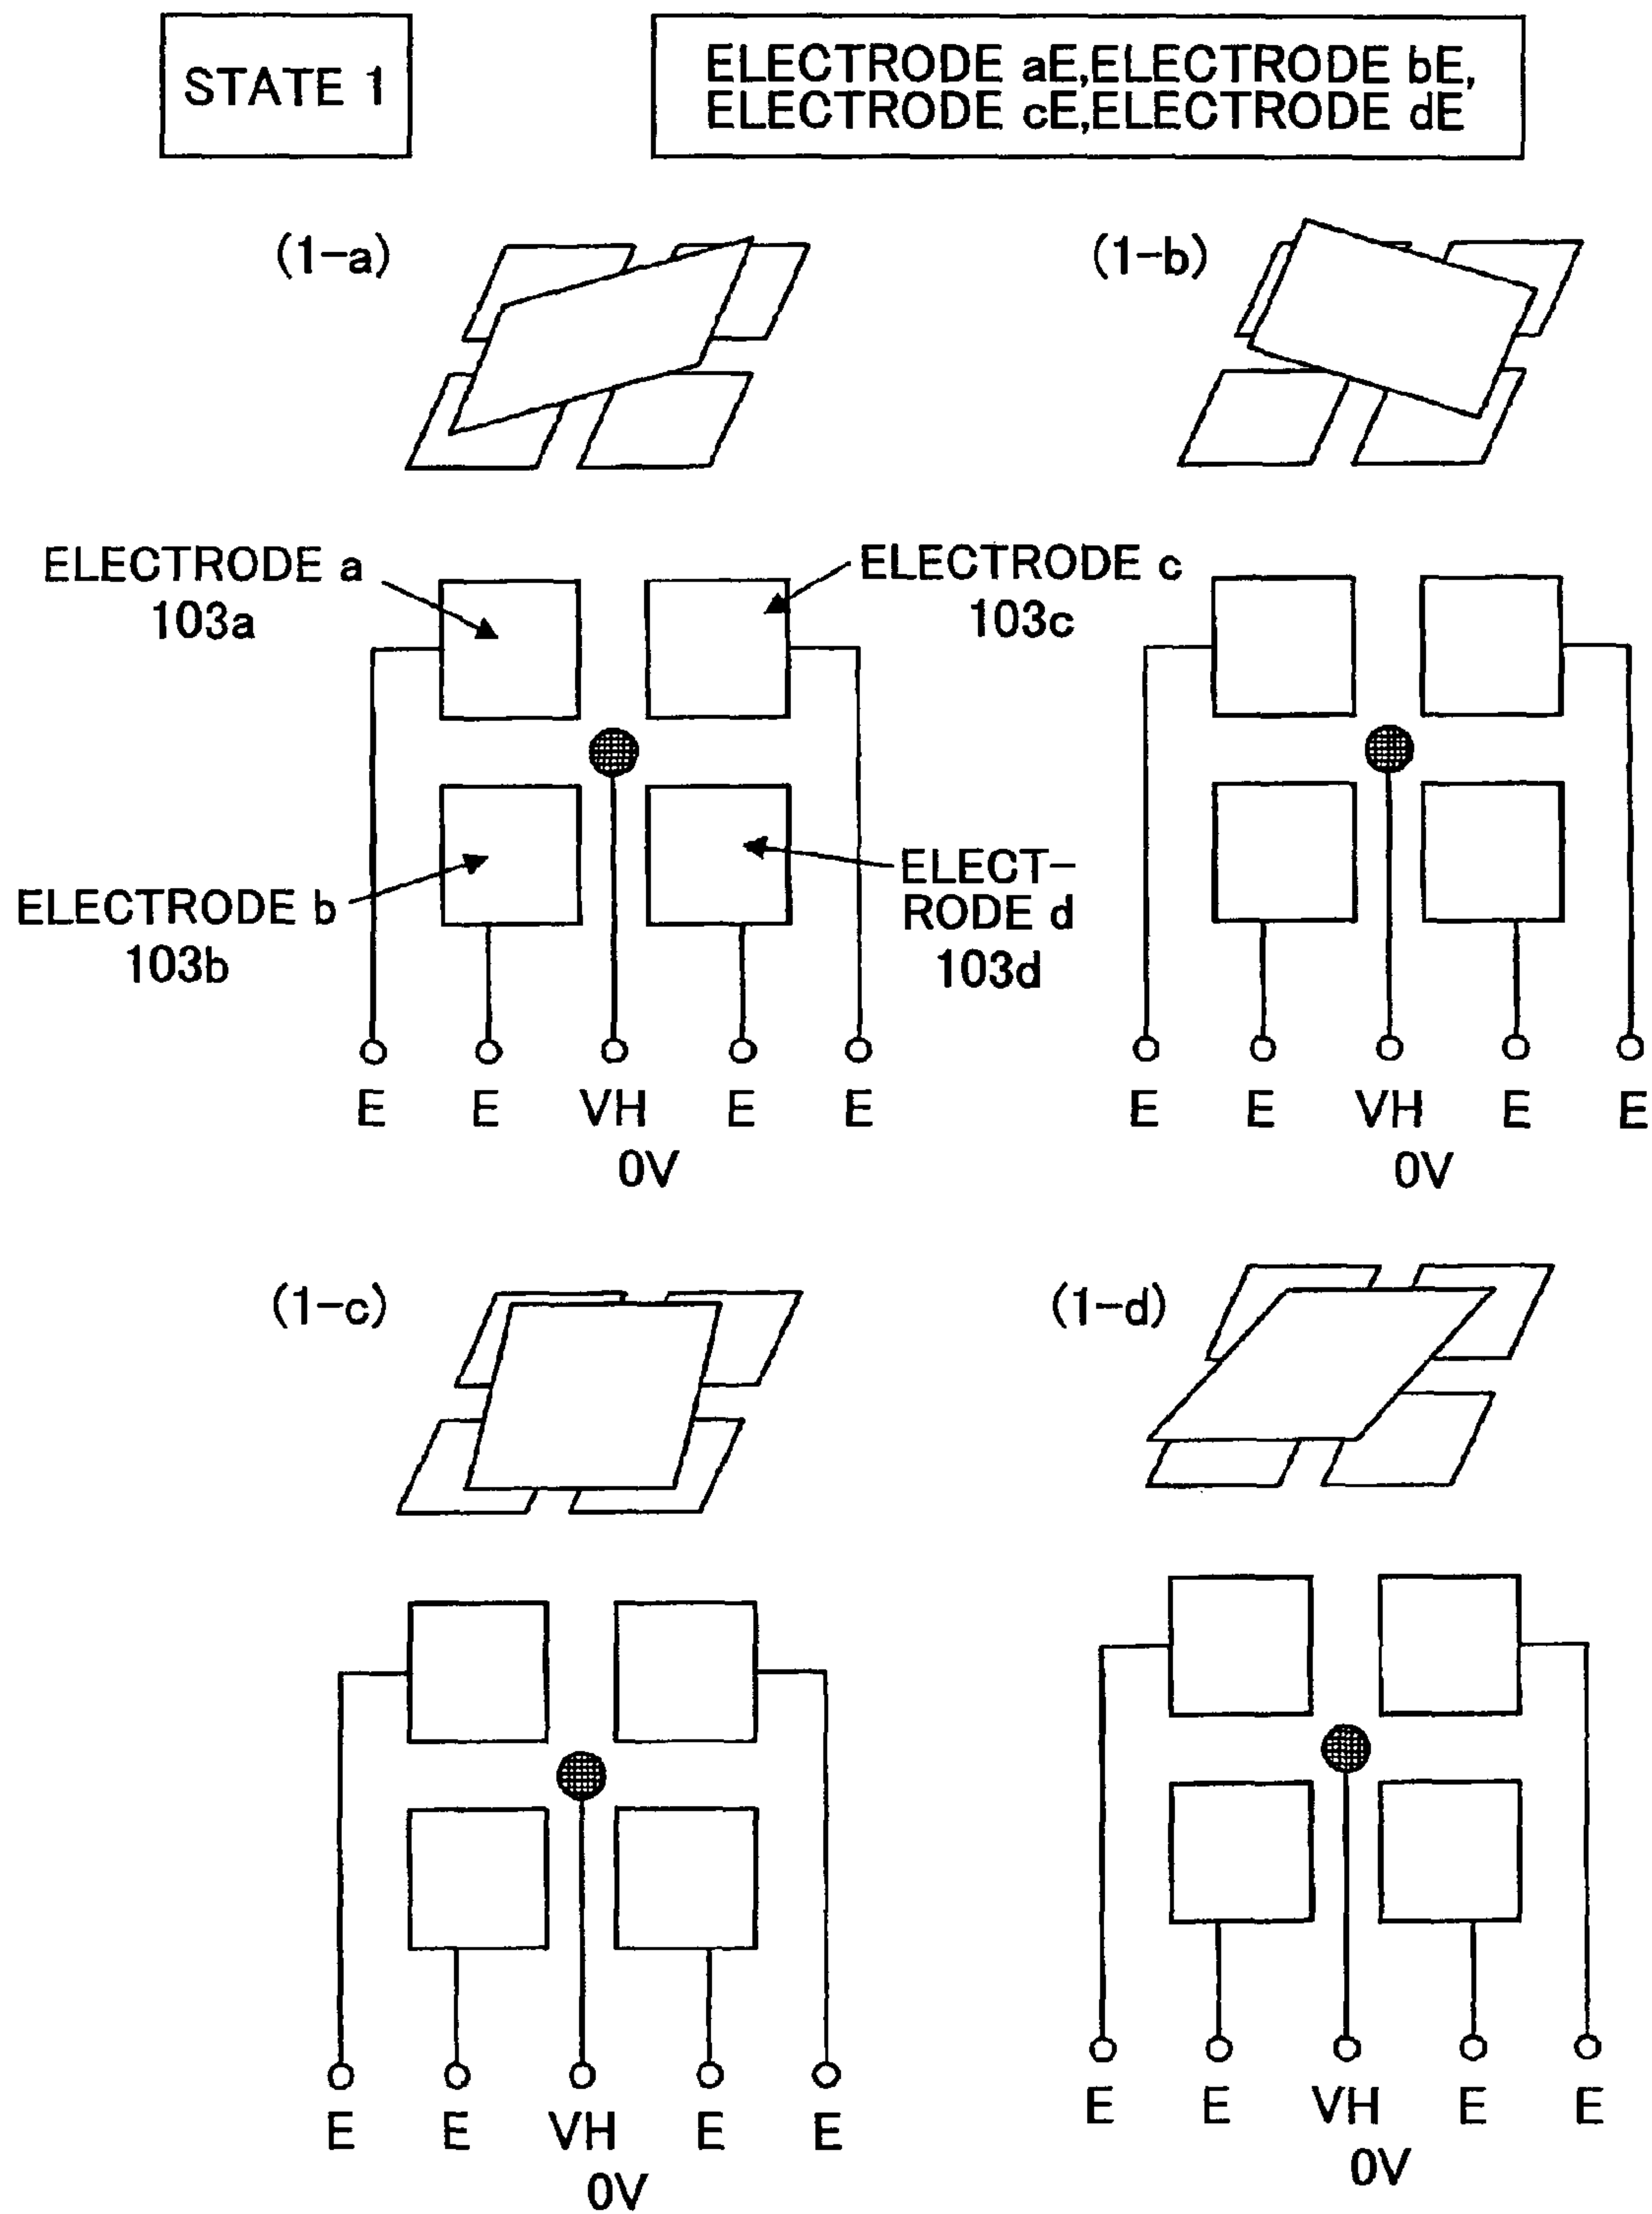 STATE 1
ELECTRODE aE,ELECTRODE bE,
ELECTRODE cE,ELECTRODE dE
(1-a)
(1-b)
ELECTRODE a
103a
ELECTRODE c
103c
ELECTRODE b
103b
ELECT-
RODE d
103d
E E VH E E
0V
E E VH E E
0V
(1-c)
(1-d)
E E VH E E
0V
E E VH E E
0V